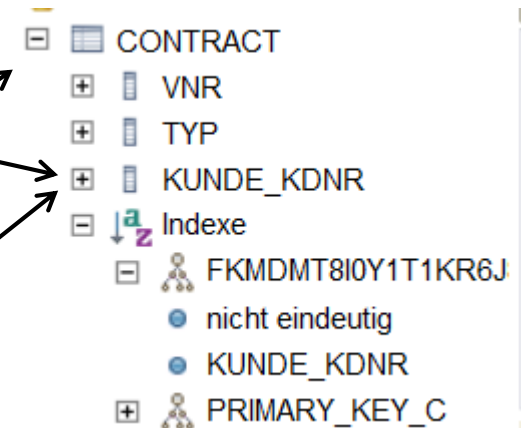 CONTRACT
VNR
TYP
KUNDE_KDNR
Indexe
FKMDMT8I0Y1T1KR6J
nicht eindeutig
KUNDE_KDNR
PRIMARY_KEY_C